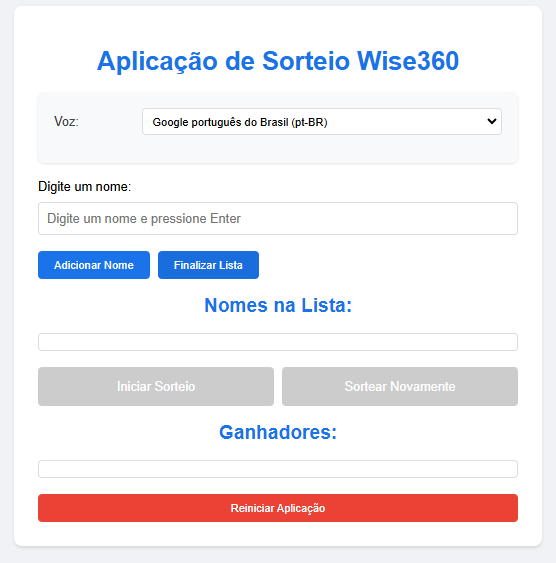 Aplicação de Sorteio Wise360
Voz: Google português do Brasil (pt-BR)
Digite um nome:
Digite um nome e pressione Enter
Adicionar Nome Finalizar Lista
Nomes na Lista:
Iniciar Sorteio Sortear Novamente
Ganhadores:
Reiniciar Aplicação